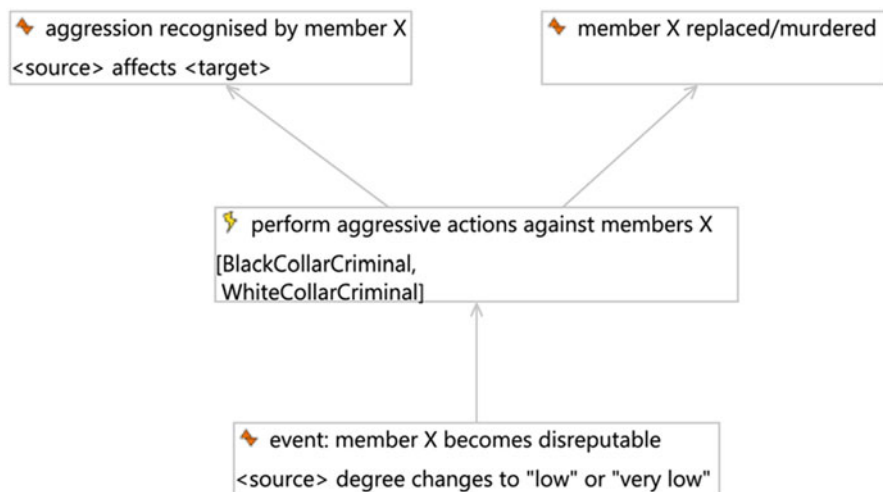 aggression recognised by member X
<source> affects <target>
member X replaced/murdered
perform aggressive actions against members X
[BlackCollarCriminal,
WhiteCollarCriminal]
event: member X becomes disreputable
<source> degree changes to "low" or "very low"